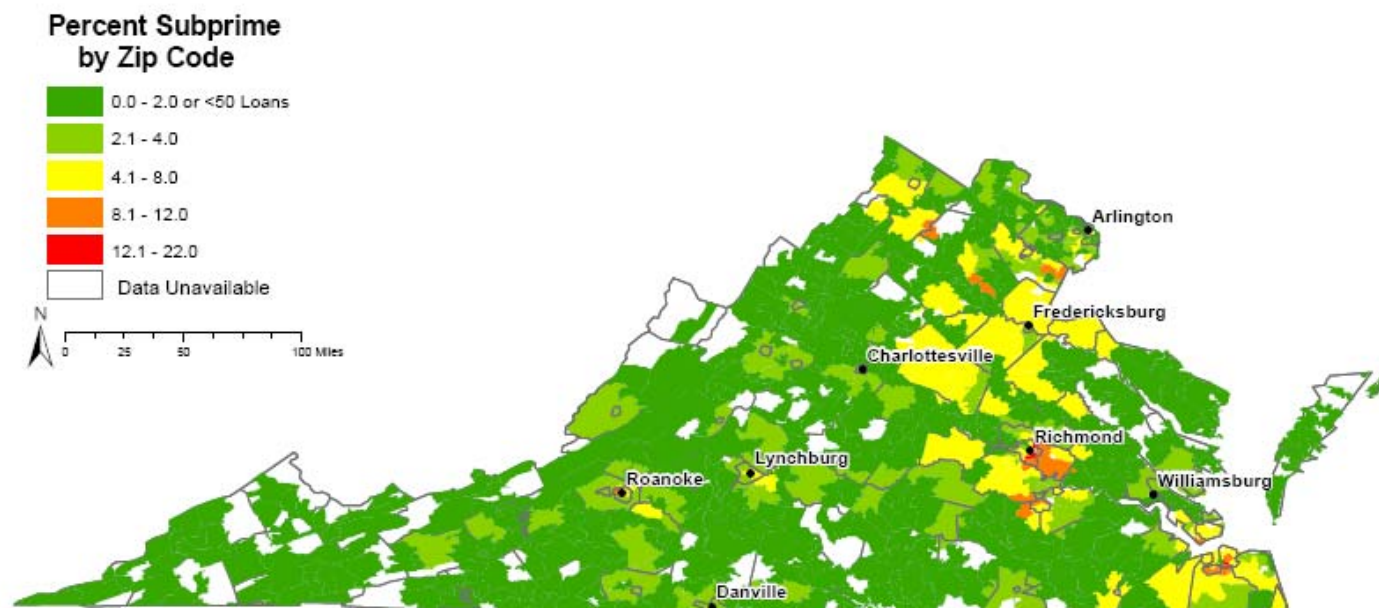 Percent Subprime
by Zip Code
0.0 - 2.0 or <50 Loans
2.1 - 4.0
4.1 - 8.0
8.1 - 12.0
12.1 - 22.0
Data Unavailable
N
0 25 50 100 Miles
Arlington
Fredericksburg
Charlottesville
Richmond
Lynchburg
Roanoke
Williamsburg
Danville